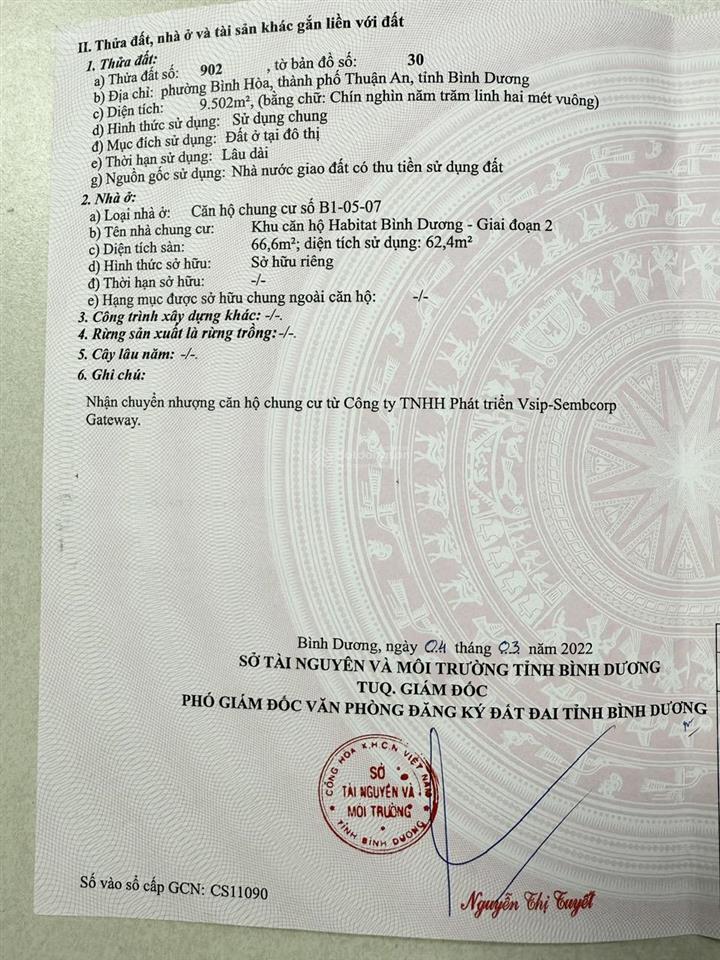 II. Thửa đất, nhà ở và tài sản khác gắn liền với đất
1. Thửa đất:
a) Thửa đất số: 902 , tờ bản đồ số: 30
b) Địa chỉ: phường Bình Hòa, thành phố Thuận An, tỉnh Bình Dương
c) Diện tích: 9.502m², (bằng chữ: Chín nghìn năm trăm linh hai mét vuông)
d) Hình thức sử dụng: Sử dụng chung
đ) Mục đích sử dụng: Đất ở tại đô thị
e) Thời hạn sử dụng: Lâu dài
g) Nguồn gốc sử dụng: Nhà nước giao đất có thu tiền sử dụng đất
2. Nhà ở:
a) Loại nhà ở: Căn hộ chung cư số B1-05-07
b) Tên nhà chung cư: Khu căn hộ Habitat Bình Dương - Giai đoạn 2
c) Diện tích sàn: 66,6m²; diện tích sử dụng: 62,4m²
d) Hình thức sở hữu: Sở hữu riêng
đ) Thời hạn sở hữu: -/-
e) Hạng mục được sở hữu chung ngoài căn hộ: -/-
3. Công trình xây dựng khác: -/-.
4. Rừng sản xuất là rừng trồng: -/-.
5. Cây lâu năm: -/-.
6. Ghi chú:
Nhận chuyển nhượng căn hộ chung cư từ Công ty TNHH Phát triển Vsip-Sembcorp
Gateway.
Bình Dương, ngày 04 tháng 03 năm 2022
SỞ TÀI NGUYÊN VÀ MÔI TRƯỜNG TỈNH BÌNH DƯƠNG
TUQ. GIÁM ĐỐC
PHÓ GIÁM ĐỐC VĂN PHÒNG ĐĂNG KÝ ĐẤT ĐAI TỈNH BÌNH DƯƠNG
CỘNG HÒA X.H.C.N VIỆT NAM
SỞ
TÀI NGUYÊN VÀ
MÔI TRƯỜNG
TỈNH BÌNH DƯƠNG
Nguyễn Thị Tuyết
Số vào sổ cấp GCN: CS11090